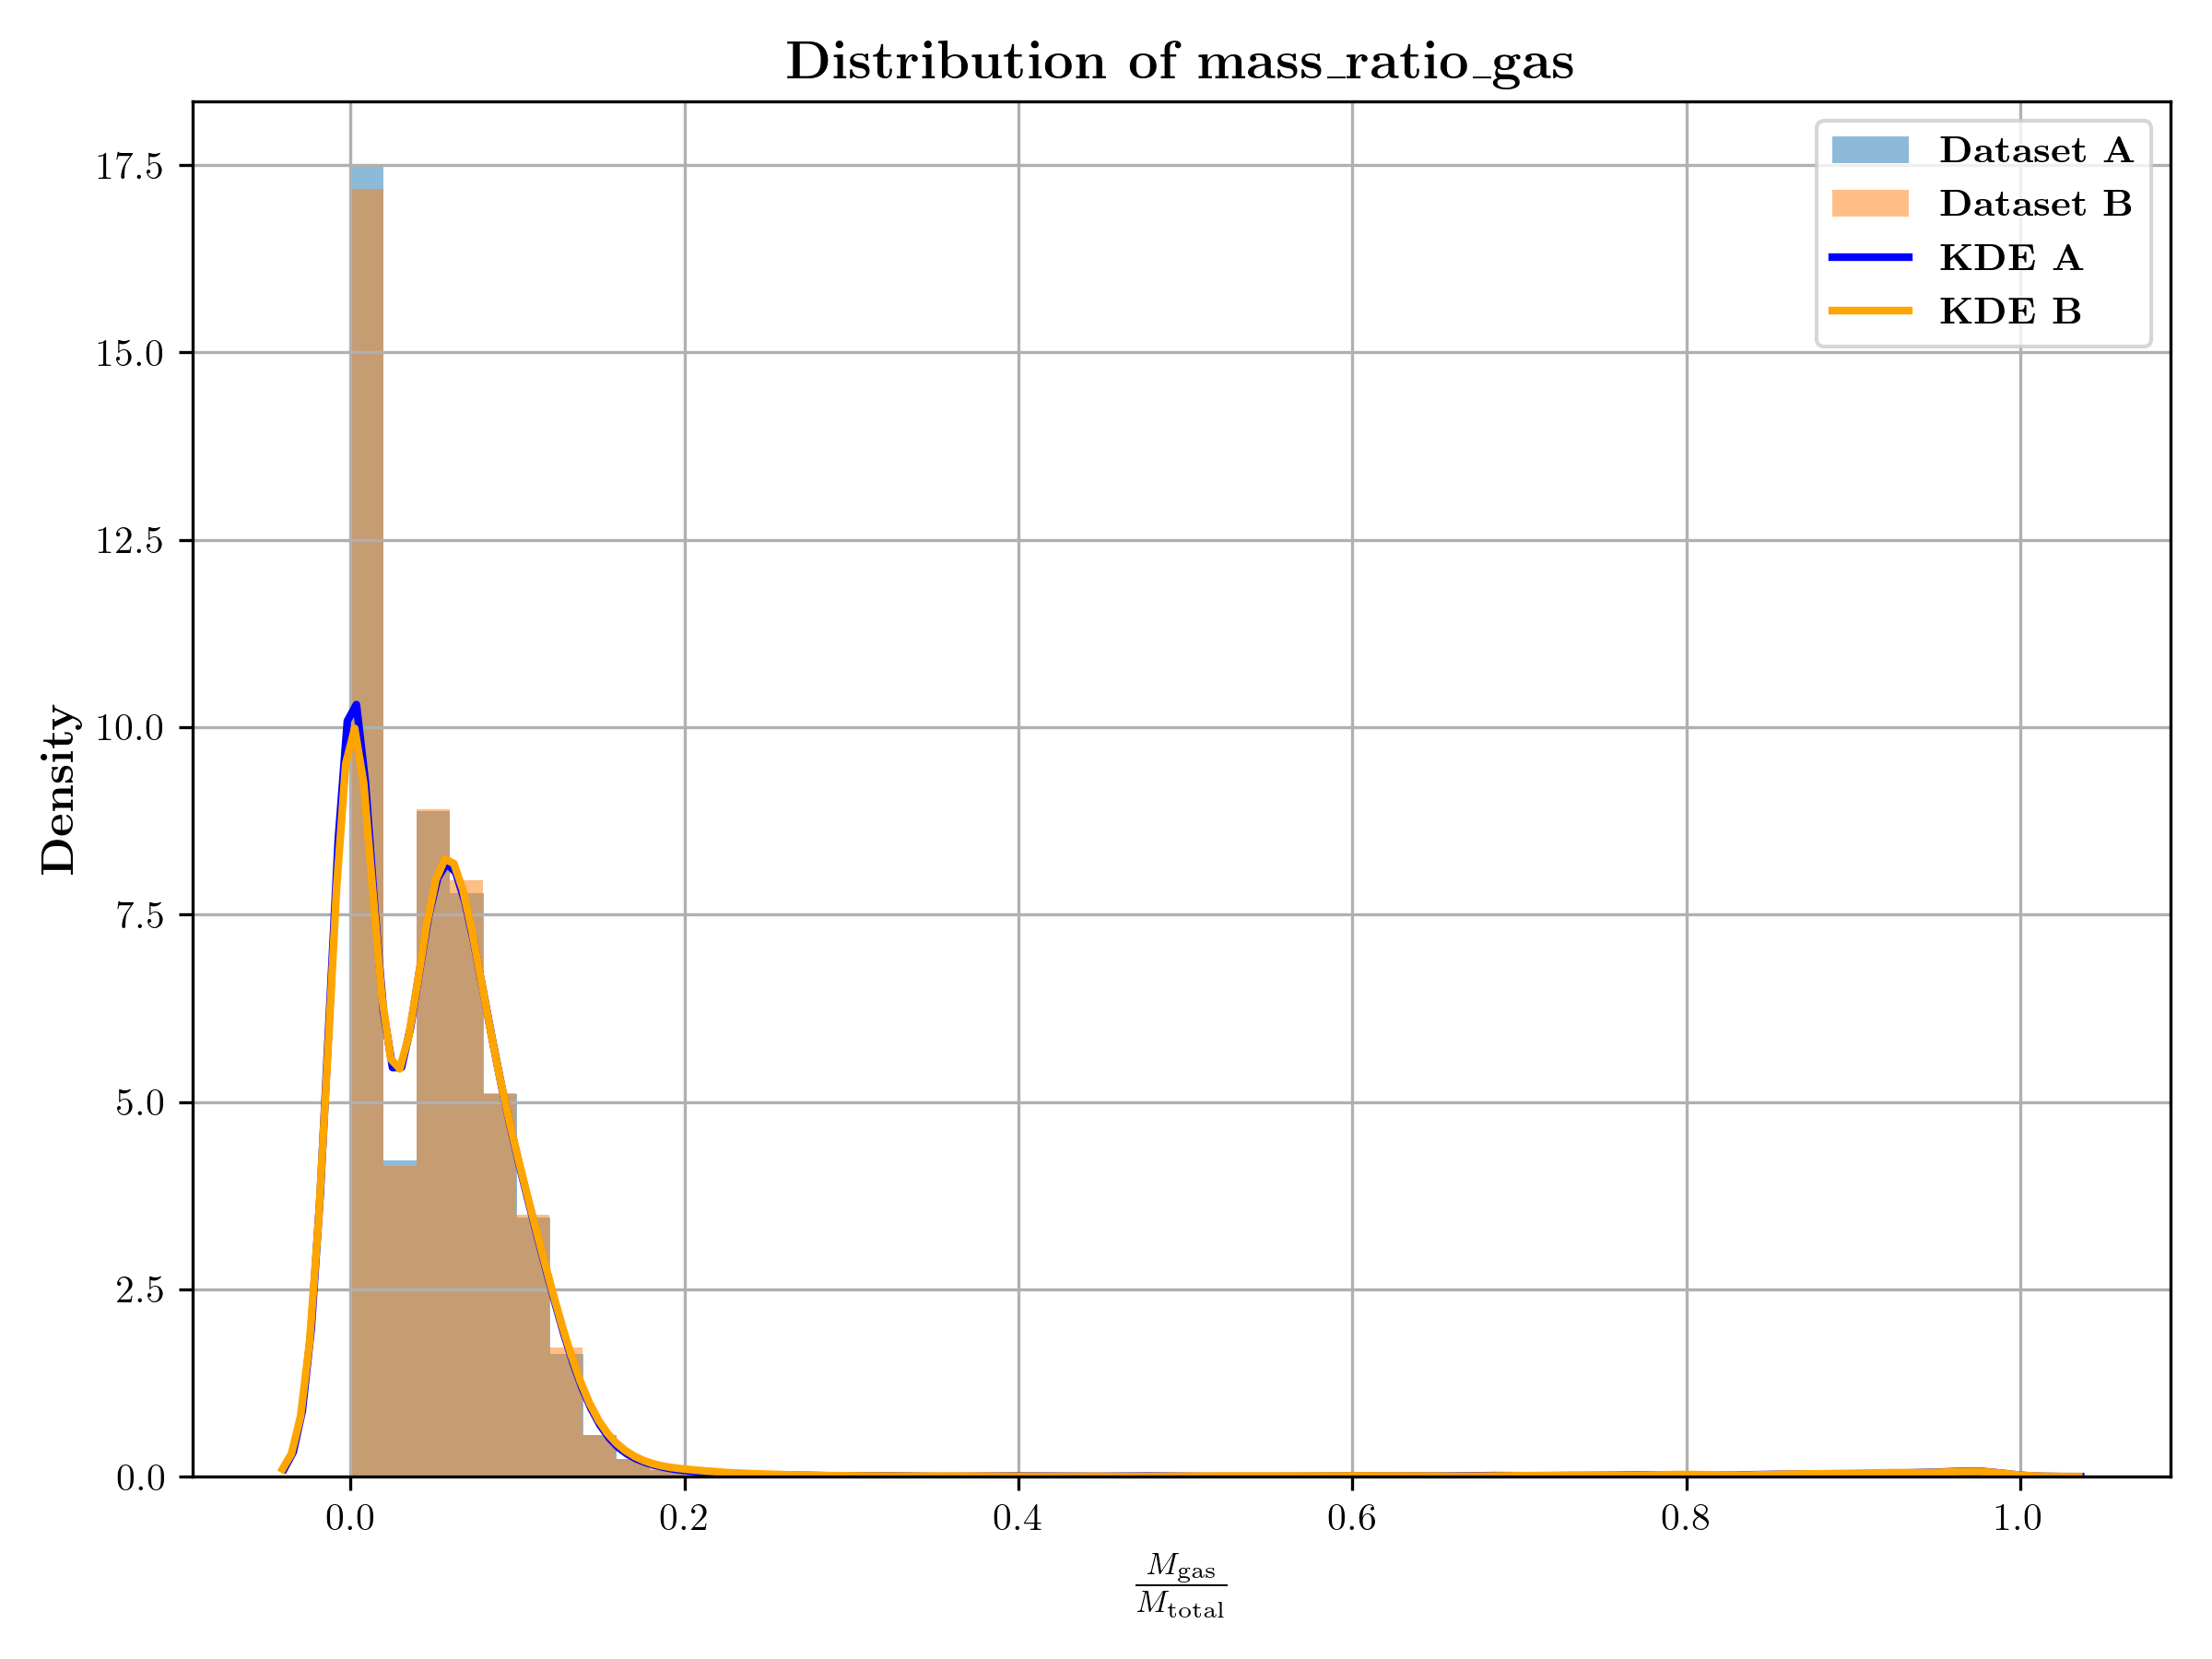 Distribution of mass_ratio_gas
Dataset A
Dataset B
KDE A
KDE B
17.5
15.0
12.5
10.0
7.5
5.0
2.5
0.0
Density
0.0 0.2 0.4 0.6 0.8 1.0
M_gas
M_total